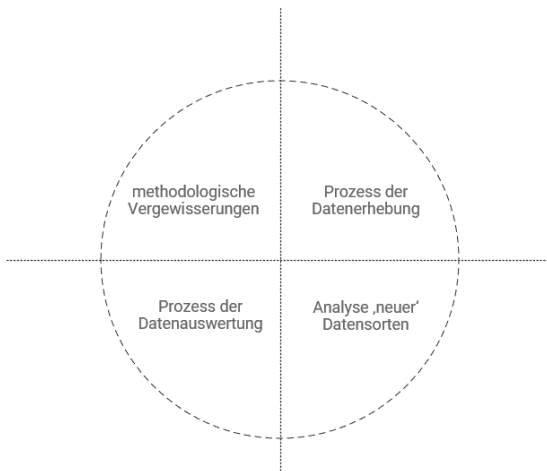 methodologische
Vergewisserungen
Prozess der
Datenerhebung
Prozess der
Datenauswertung
Analyse ‚neuer‘
Datensorten